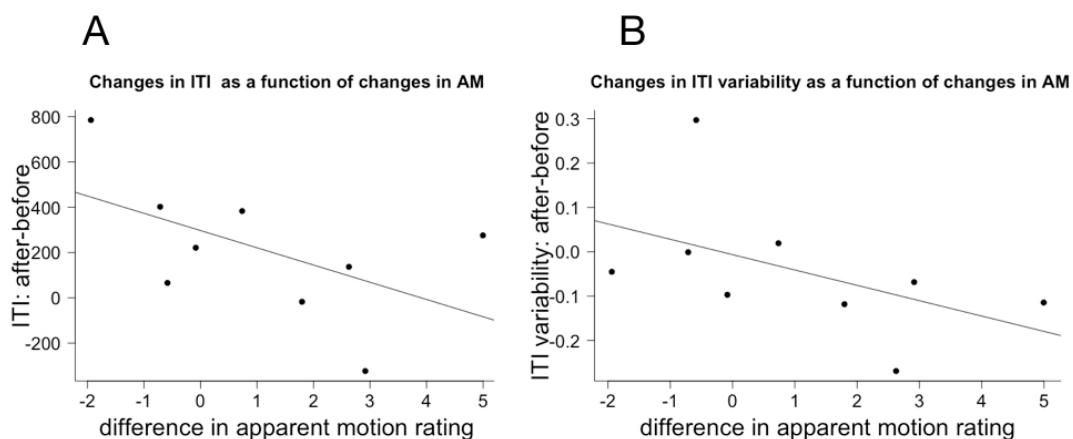 A
Changes in ITI as a function of changes in AM
ITI: after-before
800
600
400
200
0
-200
-2 -1 0 1 2 3 4 5
difference in apparent motion rating
B
Changes in ITI variability as a function of changes in AM
ITI variability: after-before
0.3
0.2
0.1
0.0
-0.1
-0.2
-2 -1 0 1 2 3 4 5
difference in apparent motion rating